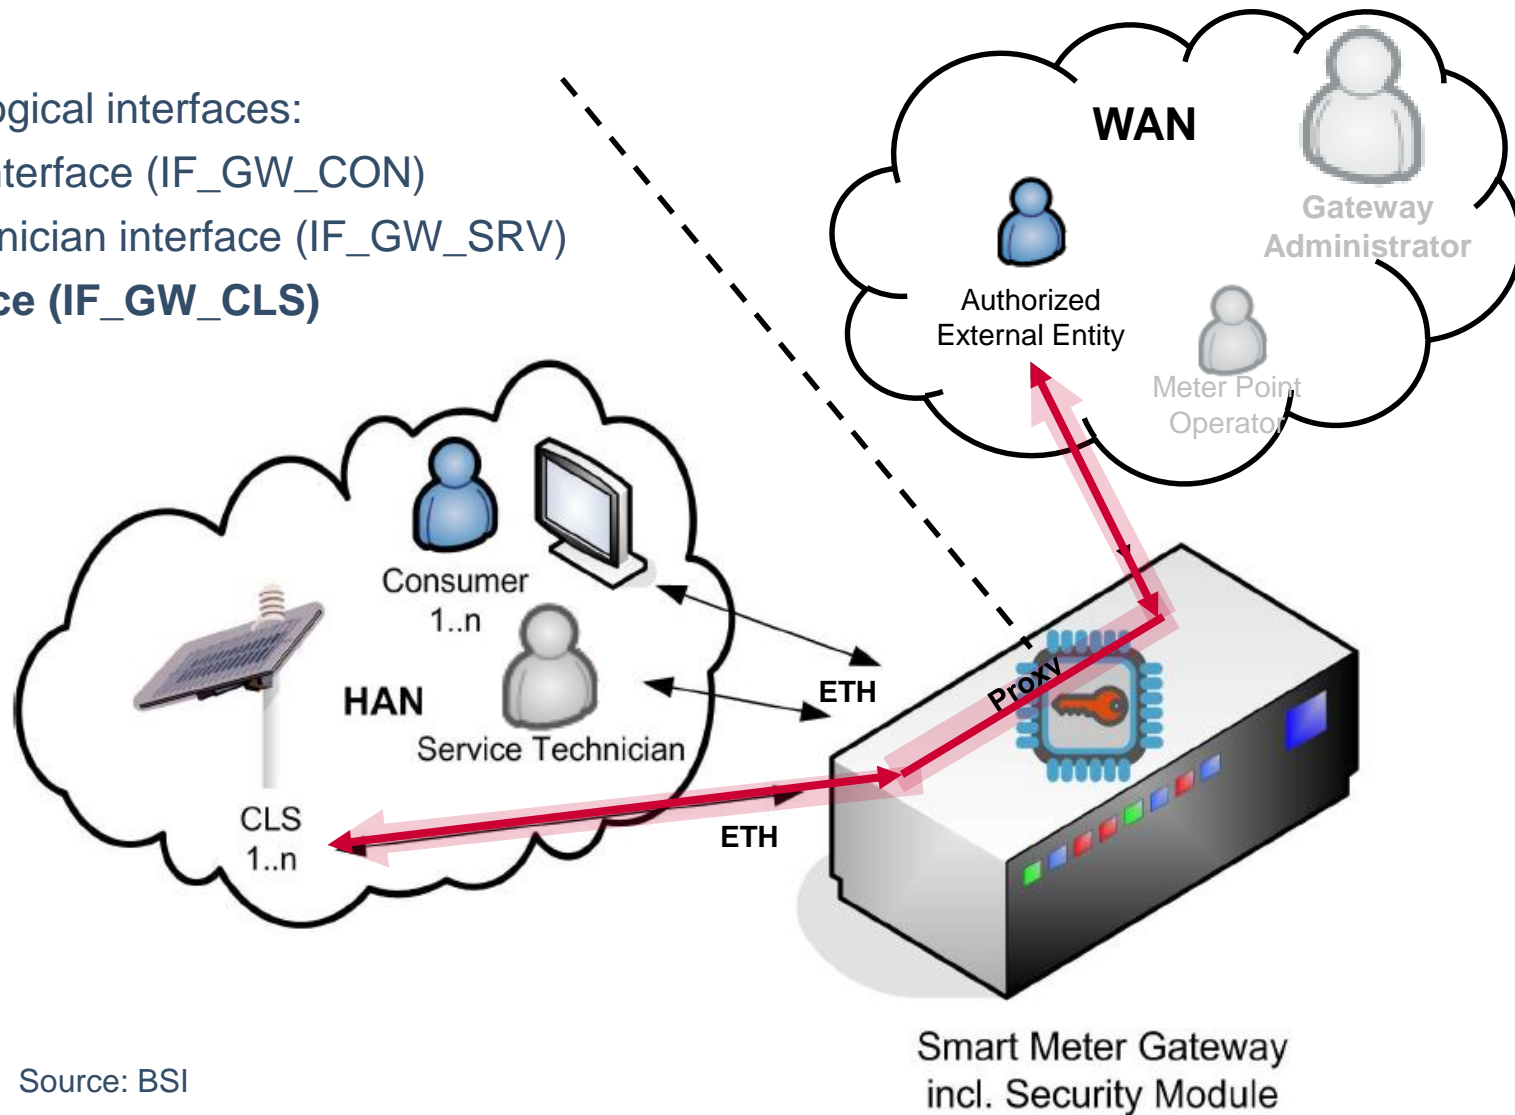 ogical interfaces:
nterface (IF_GW_CON)
nician interface (IF_GW_SRV)
ce (IF_GW_CLS)
WAN
Gateway
Administrator
Authorized
External Entity
Meter Point
Operator
Consumer
1..n
HAN
Service Technician
ETH
Proxy
CLS
1..n
ETH
Smart Meter Gateway
incl. Security Module
Source: BSI